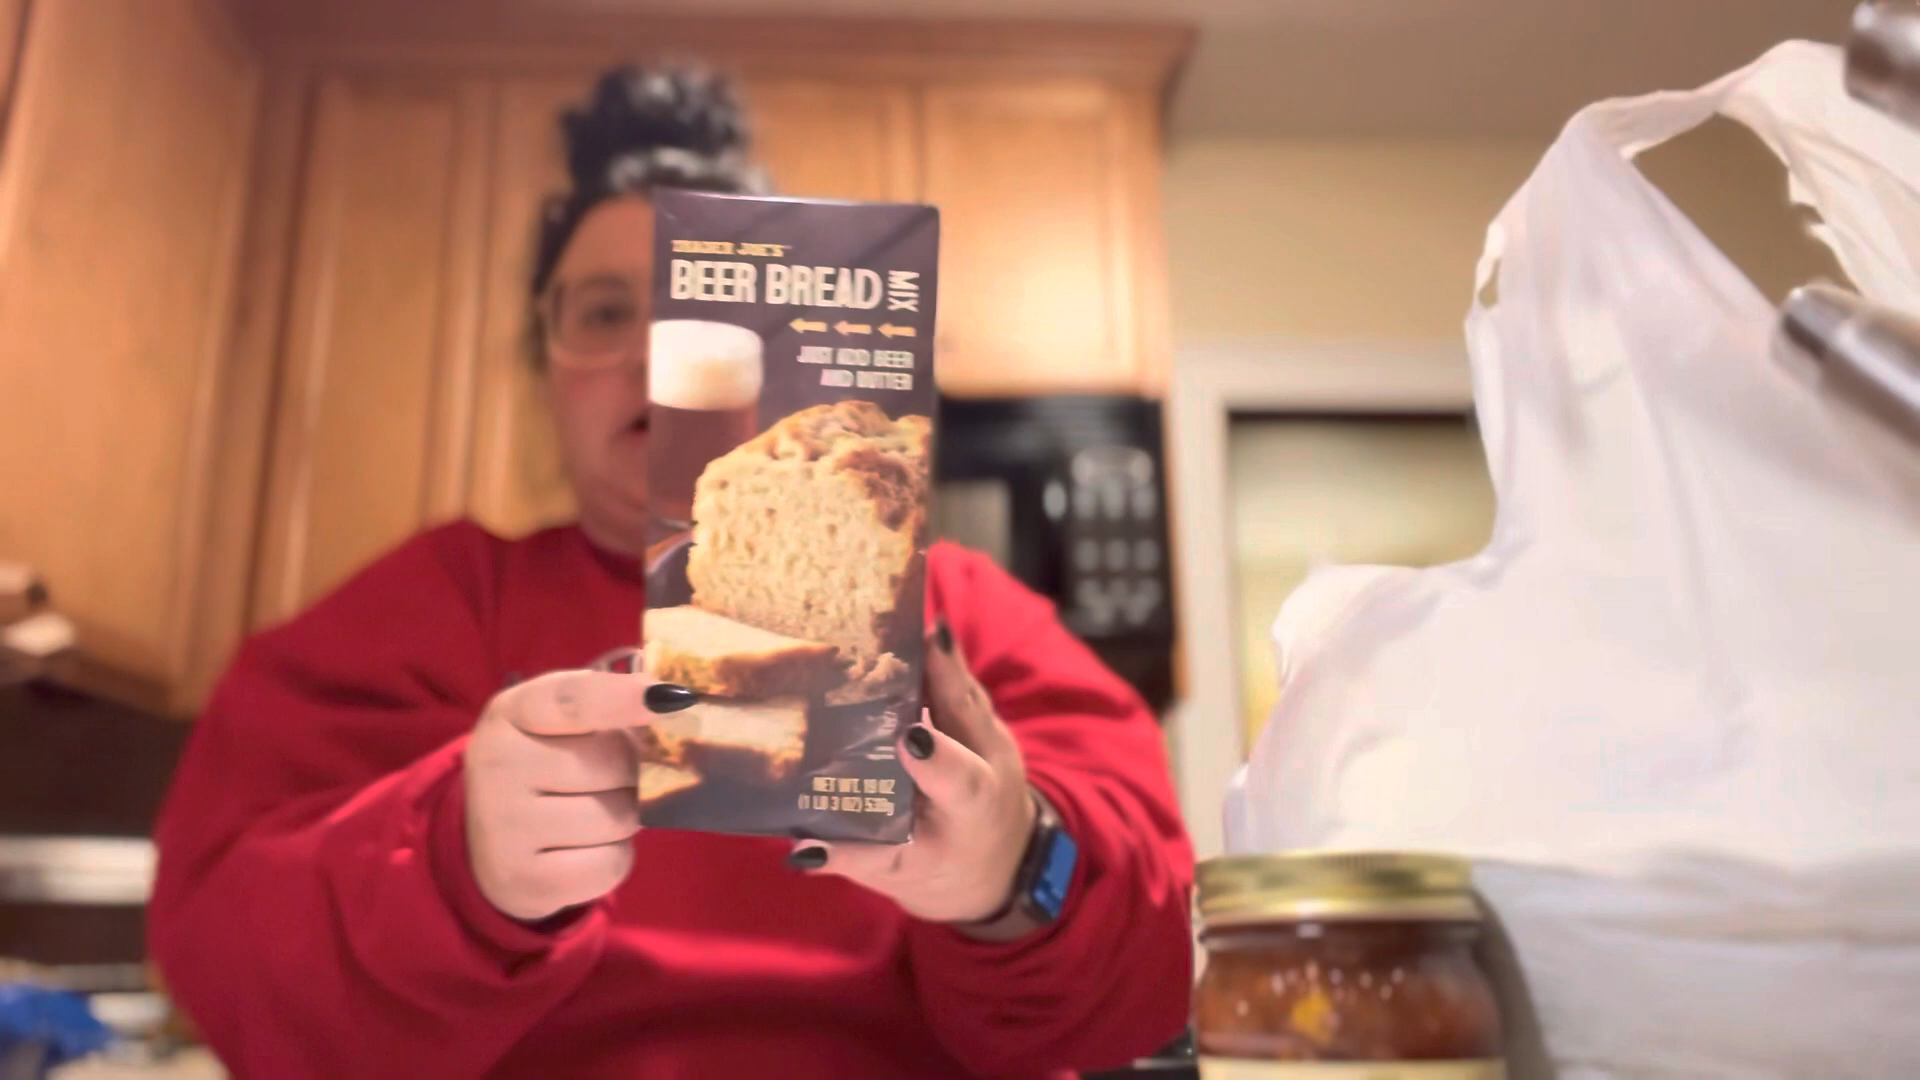 TRADER JOE'S
BEER BREAD MIX
JUST ADD BEER
AND BUTTER
NET WT. 19 OZ
(1 LB 3 OZ) 539g